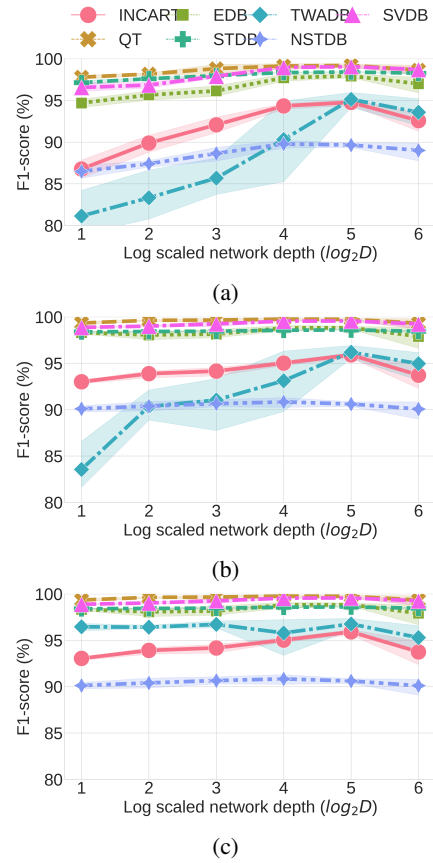 INCART EDB TWADB SVDB
QT STDB NSTDB
100
95
90
85
80
F1-score (%)
1 2 3 4 5 6
Log scaled network depth (log₂D)
(a)
100
95
90
85
80
F1-score (%)
1 2 3 4 5 6
Log scaled network depth (log₂D)
(b)
100
95
90
85
80
F1-score (%)
1 2 3 4 5 6
Log scaled network depth (log₂D)
(c)